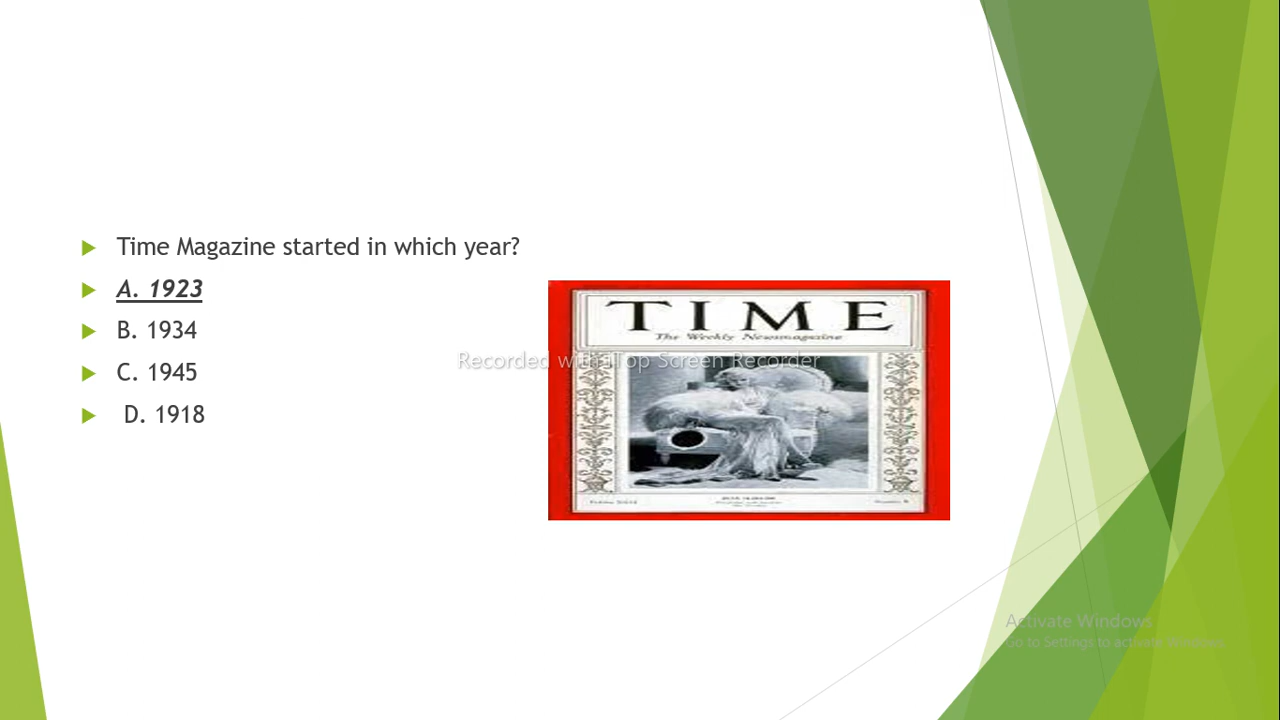 Time Magazine started in which year?
A. 1923
B. 1934
C. 1945
D. 1918
TIME
The Weekly Newsmagazine
Recorded with iTop Screen Recorder
Activate Windows
Go to Settings to activate Windows.